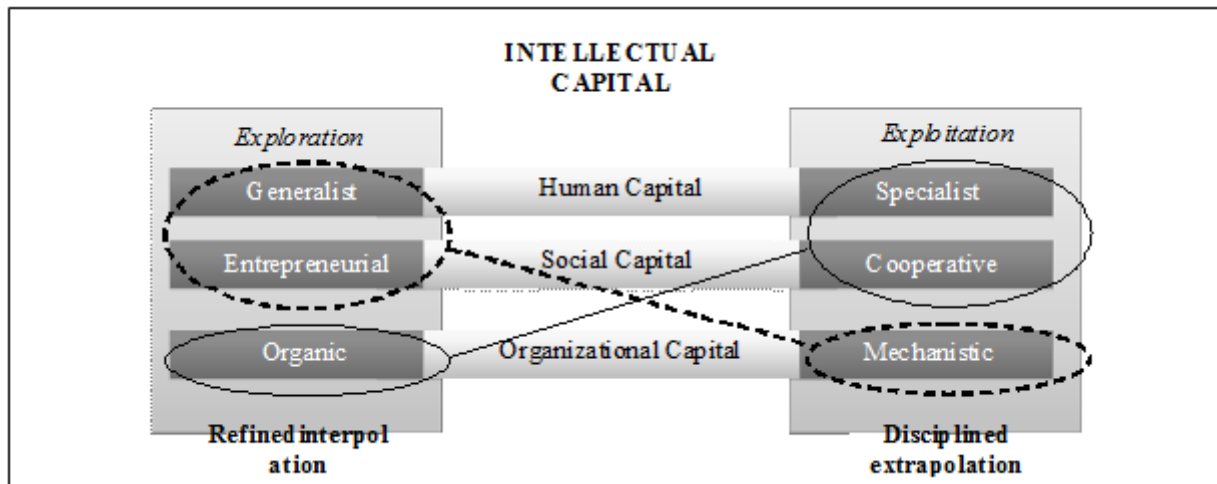 INTELLECTUAL
CAPITAL
Exploration
Exploitation
Generalist
Human Capital
Specialist
Entrepreneurial
Social Capital
Cooperative
Organic
Organizational Capital
Mechanistic
Refined interpol
ation
Disciplined
extrapolation